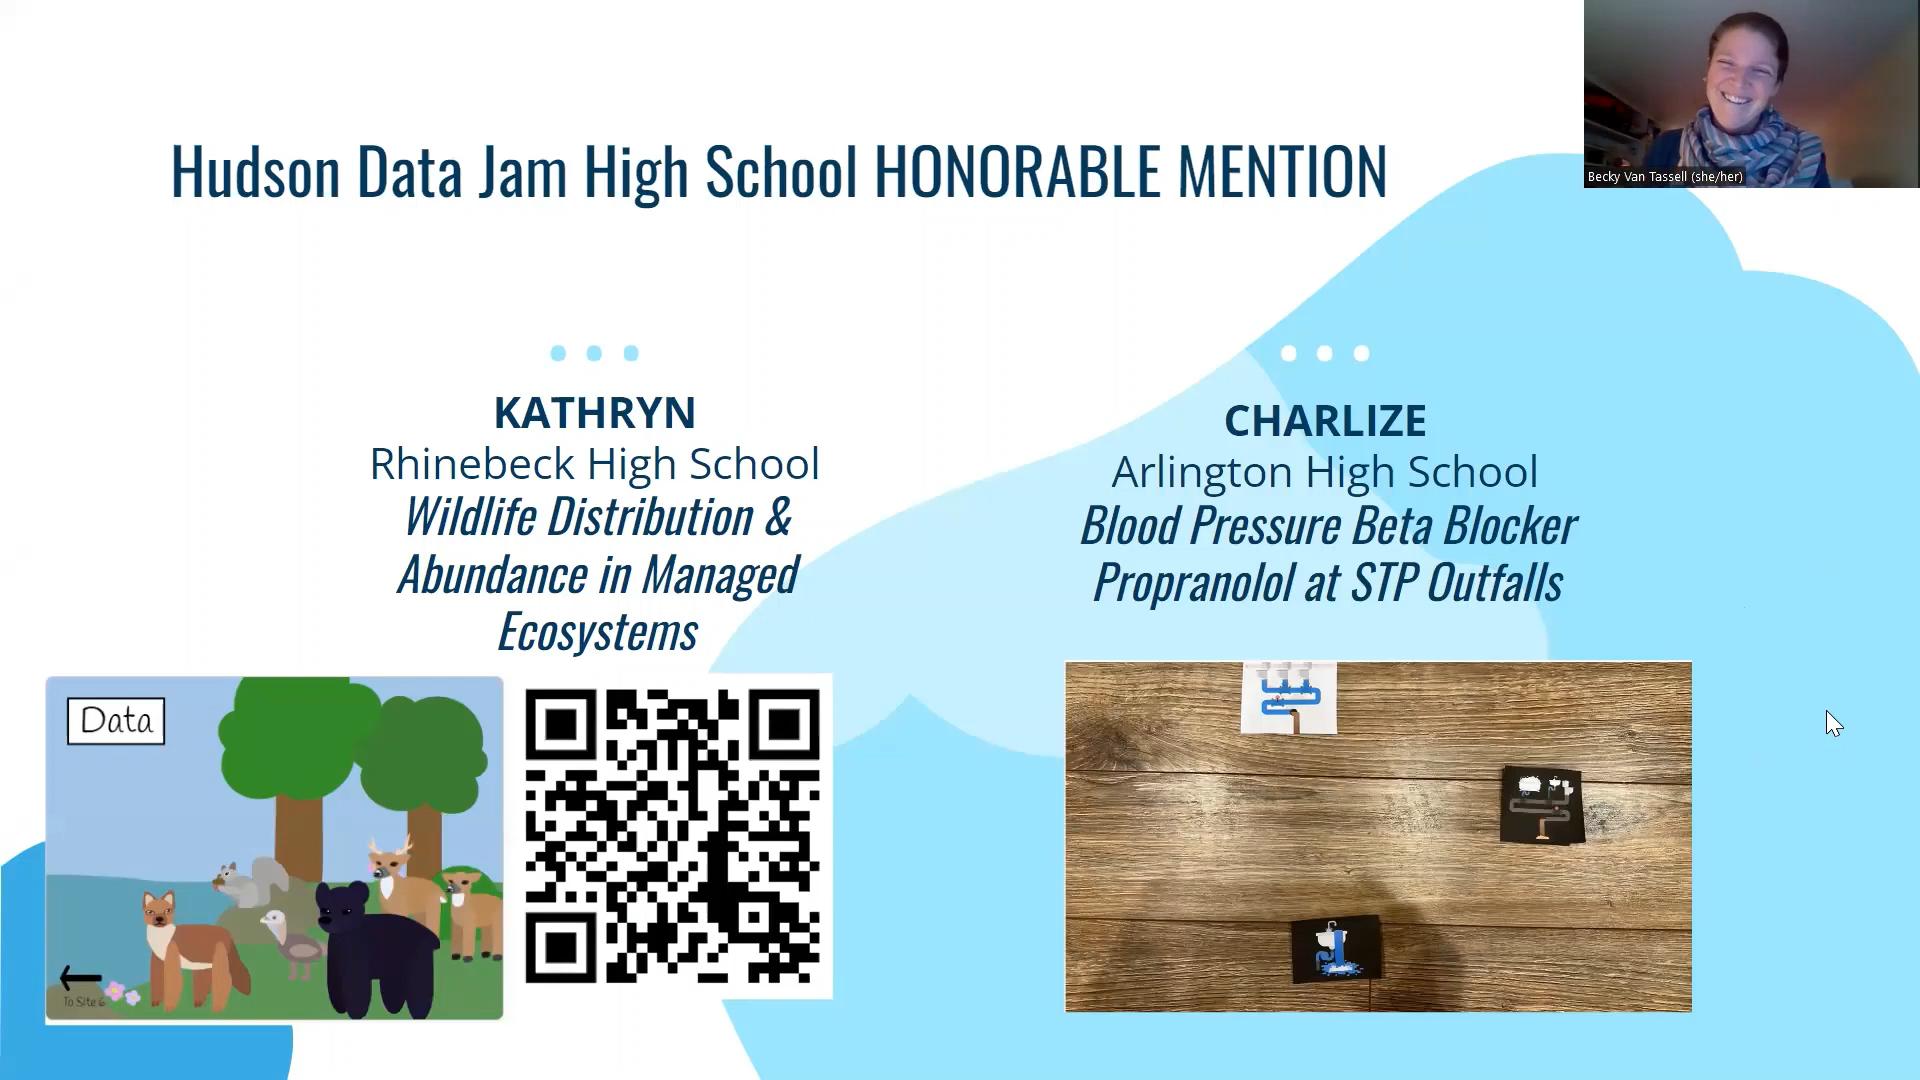 Hudson Data Jam High School HONORABLE MENTION
Becky Van Tassell (she/her)
KATHRYN
Rhinebeck High School
Wildlife Distribution &
Abundance in Managed
Ecosystems
CHARLIZE
Arlington High School
Blood Pressure Beta Blocker
Propranolol at STP Outfalls
Data
To Site 6